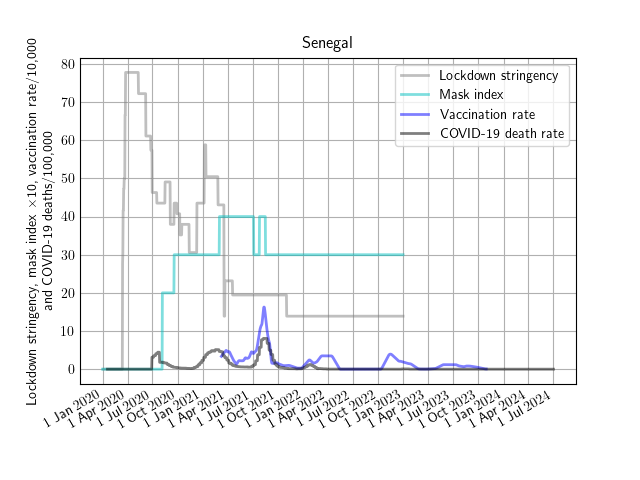 Senegal
Lockdown stringency, mask index ×10, vaccination rate/10,000
and COVID-19 deaths/100,000
80
70
60
50
40
30
20
10
0
Lockdown stringency
Mask index
Vaccination rate
COVID-19 death rate
1 Jan 2020
1 Apr 2020
1 Jul 2020
1 Oct 2020
1 Jan 2021
1 Apr 2021
1 Jul 2021
1 Oct 2021
1 Jan 2022
1 Apr 2022
1 Jul 2022
1 Oct 2022
1 Jan 2023
1 Apr 2023
1 Jul 2023
1 Oct 2023
1 Jan 2024
1 Apr 2024
1 Jul 2024